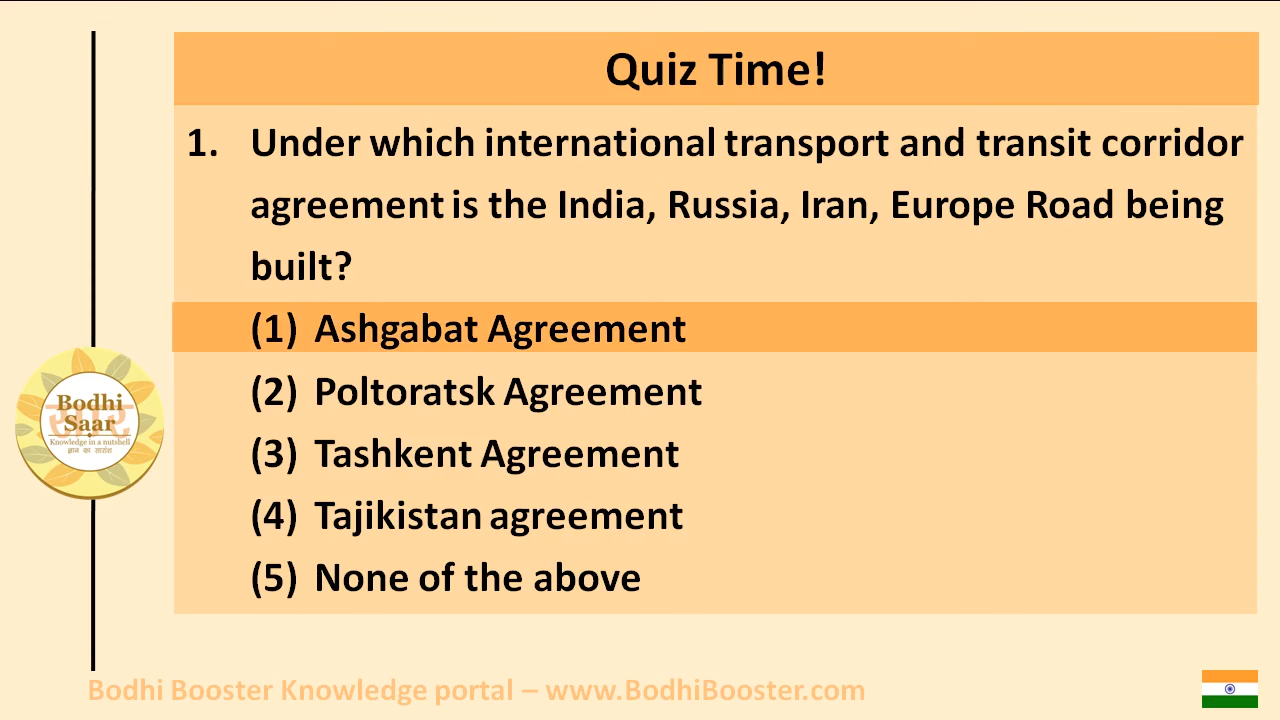 Quiz Time!
1. Under which international transport and transit corridor
agreement is the India, Russia, Iran, Europe Road being
built?
(1) Ashgabat Agreement
(2) Poltoratsk Agreement
(3) Tashkent Agreement
(4) Tajikistan agreement
(5) None of the above
Bodhi
Saar
Knowledge in a nutshell
ज्ञान का सारांश
Bodhi Booster Knowledge portal – www.BodhiBooster.com